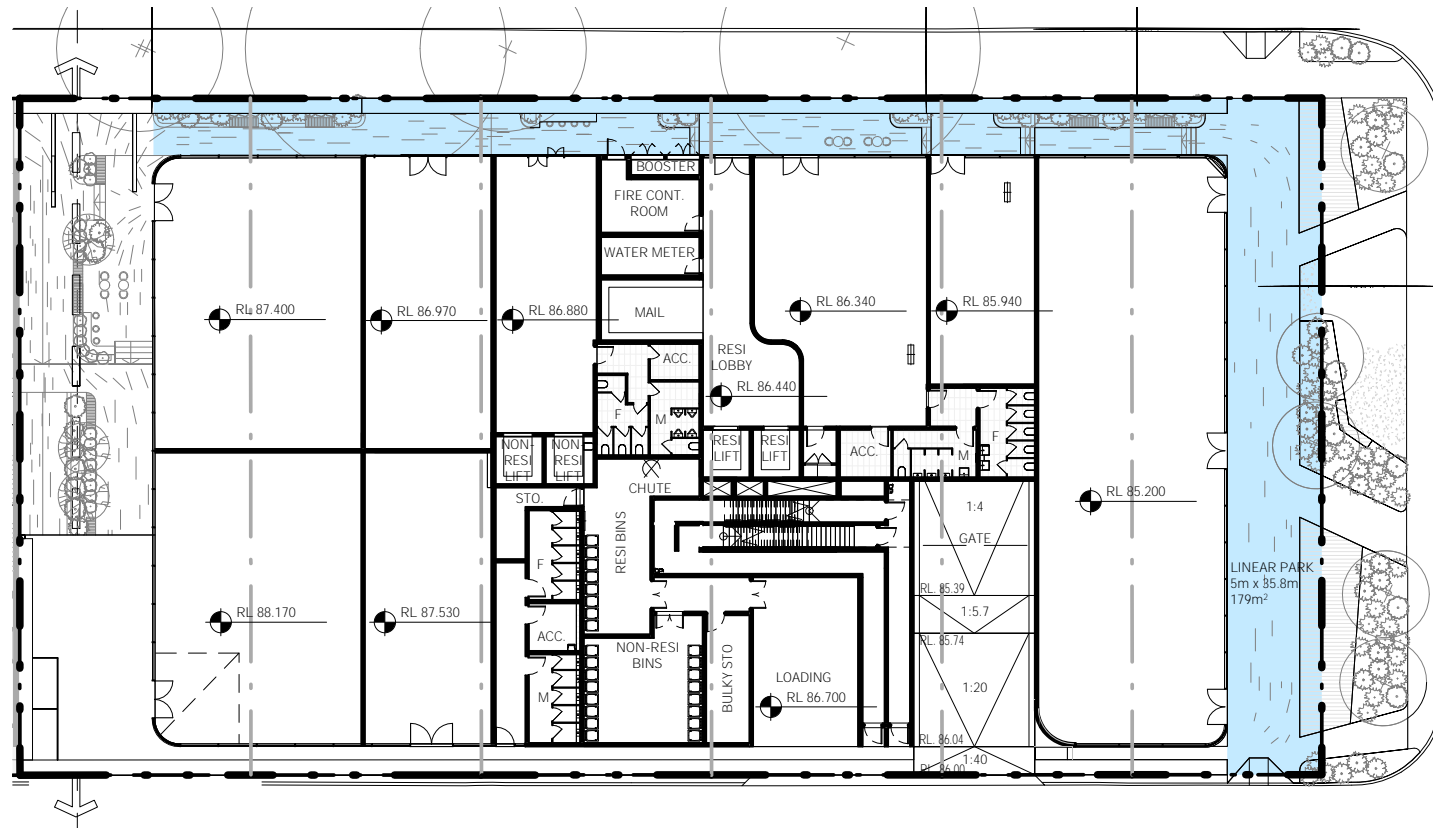 BOOSTER
FIRE CONT.
ROOM
WATER METER
RL 87.400
RL 86.970
RL 86.880
MAIL
RL 86.340
RL 85.940
ACC.
RESI
LOBBY
RL 86.440
F
M
NON-
RESI
LIFT
NON-
RESI
LIFT
RESI
LIFT
RESI
LIFT
ACC.
M
F
STO.
CHUTE
RL 85.200
1:4
GATE
RESI BINS
F
RL. 85.39
LINEAR PARK
5m x 35.8m
179m²
1:5.7
RL 88.170
RL 87.530
ACC.
RL. 85.74
NON-RESI
BINS
BULKY STO
LOADING
RL 86.700
M
1:20
RL. 86.04
1:40
RL. 86.00